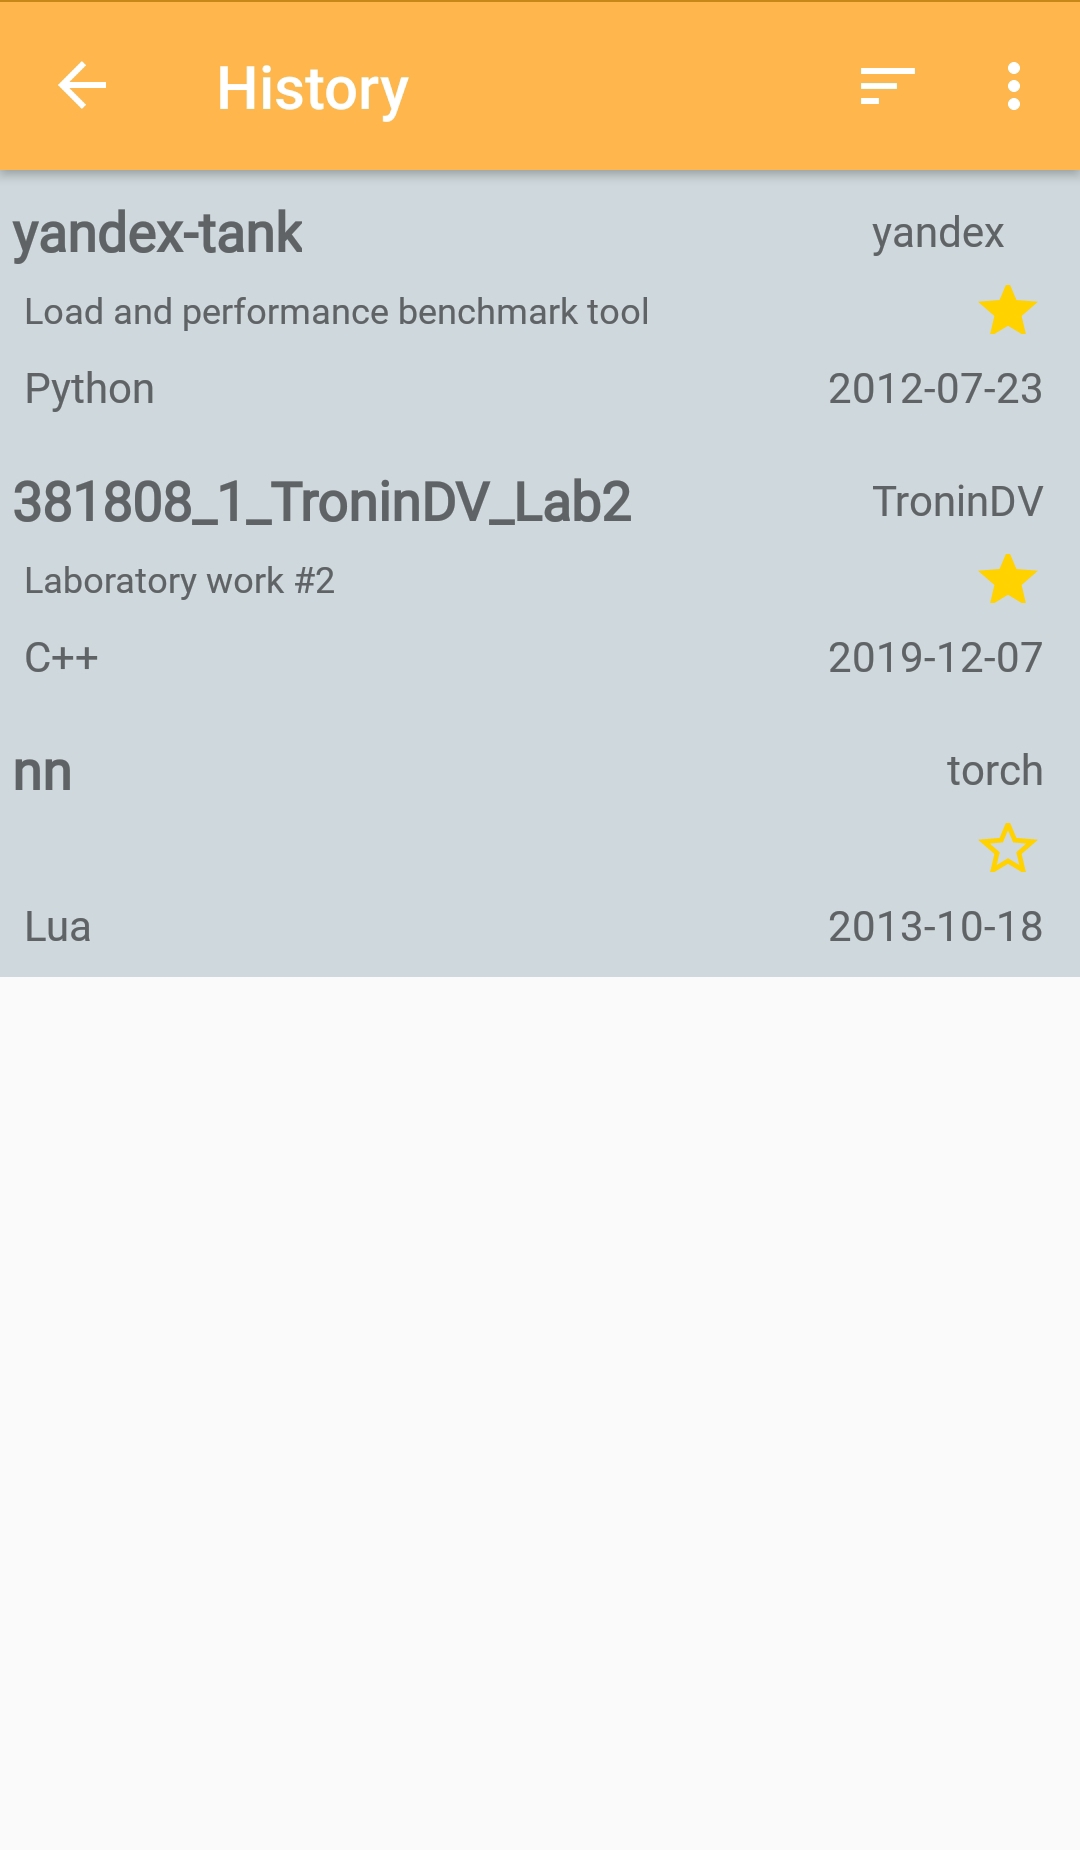 History
yandex-tank yandex
Load and performance benchmark tool
Python 2012-07-23
381808_1_TroninDV_Lab2 TroninDV
Laboratory work #2
C++ 2019-12-07
nn torch
Lua 2013-10-18